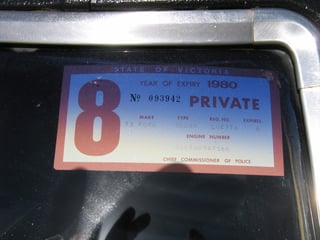 STATE OF VICTORIA
YEAR OF EXPIRY 1980
8
No 093942 PRIVATE
MAKE TYPE REG. NO. EXPIRES
ENGINE NUMBER
CHIEF COMMISSIONER OF POLICE